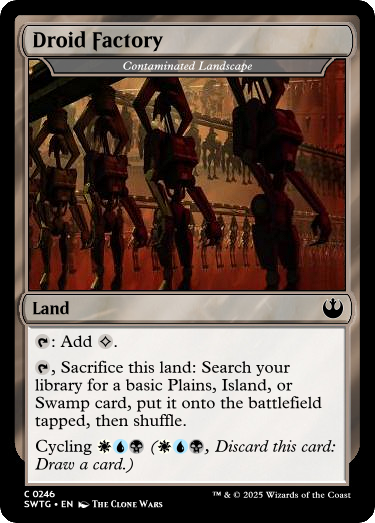 Droid Factory
Contaminated Landscape
Land
: Add .
, Sacrifice this land: Search your
library for a basic Plains, Island, or
Swamp card, put it onto the battlefield
tapped, then shuffle.
Cycling (, Discard this card:
Draw a card.)
C 0246
SWTG • EN The Clone Wars
™ & © 2025 Wizards of the Coast